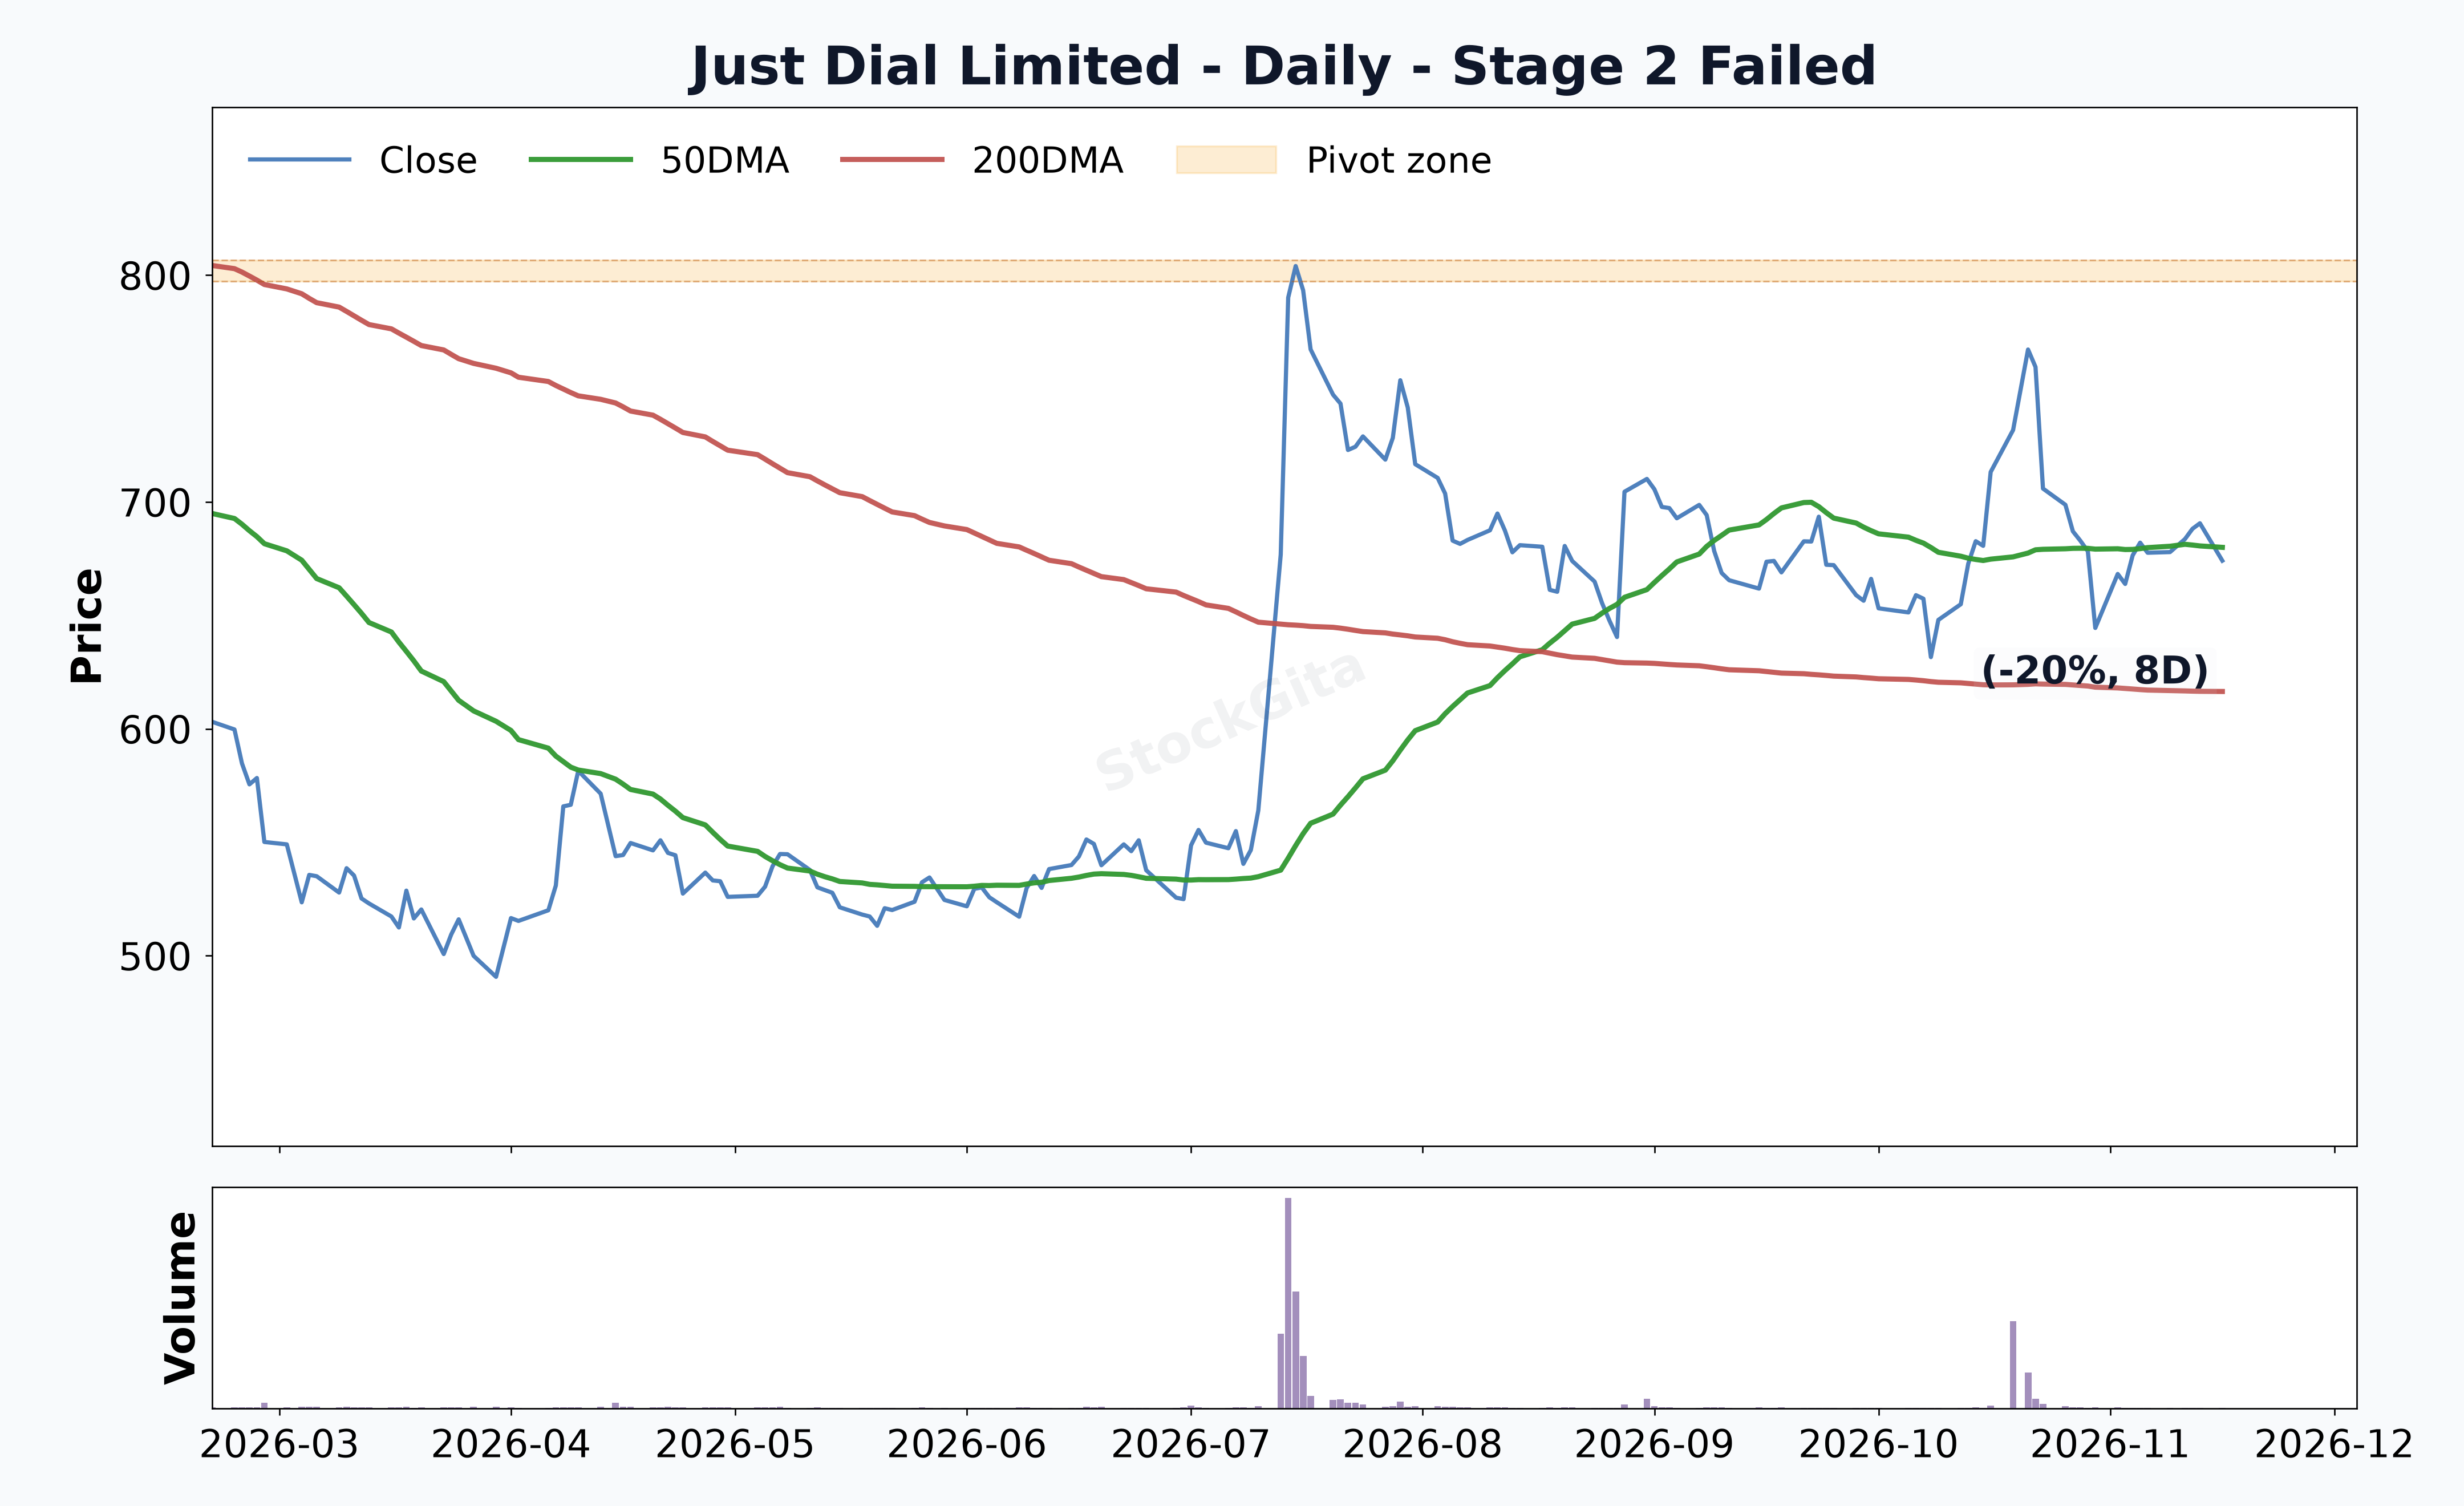 Just Dial Limited - Daily - Stage 2 Failed
Close 50DMA 200DMA Pivot zone
800
700
600
500
Price
(-20%, 8D)
StockGita
Volume
2026-03 2026-04 2026-05 2026-06 2026-07 2026-08 2026-09 2026-10 2026-11 2026-12